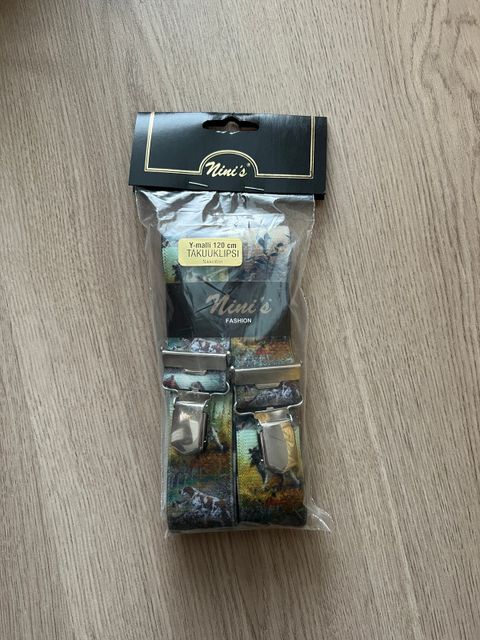 Nini's®
Y-malli 120 cm
TAKUUKLIPSI
Nini's®
FASHION